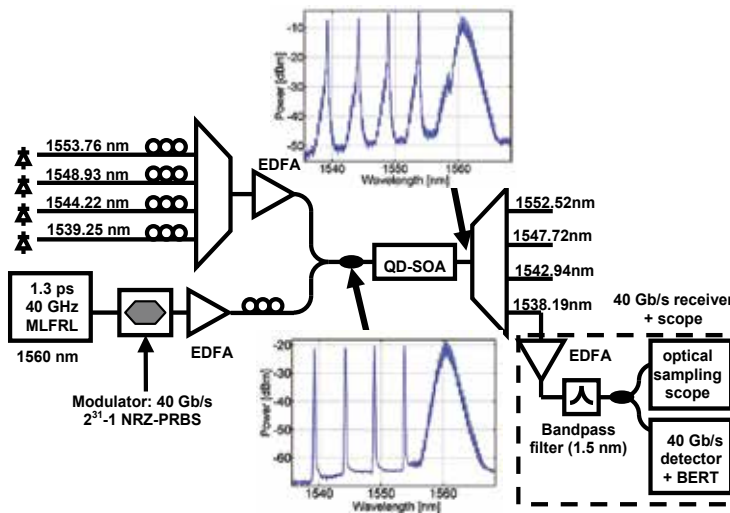 -10
-20
-30
-40
-50
Power [dBm]
1540
1550
1560
Wavelength [nm]
1553.76 nm
1548.93 nm
1544.22 nm
1539.25 nm
EDFA
1552.52nm
1547.72nm
1542.94nm
1538.19nm
QD-SOA
1.3 ps
40 GHz
MLFRL
1560 nm
EDFA
Modulator: 40 Gb/s
2³¹-1 NRZ-PRBS
-20
-30
-40
-50
-60
Power [dBm]
1540
1550
1560
Wavelength [nm]
40 Gb/s receiver
+ scope
EDFA
Bandpass
filter (1.5 nm)
optical
sampling
scope
40 Gb/s
detector
+ BERT